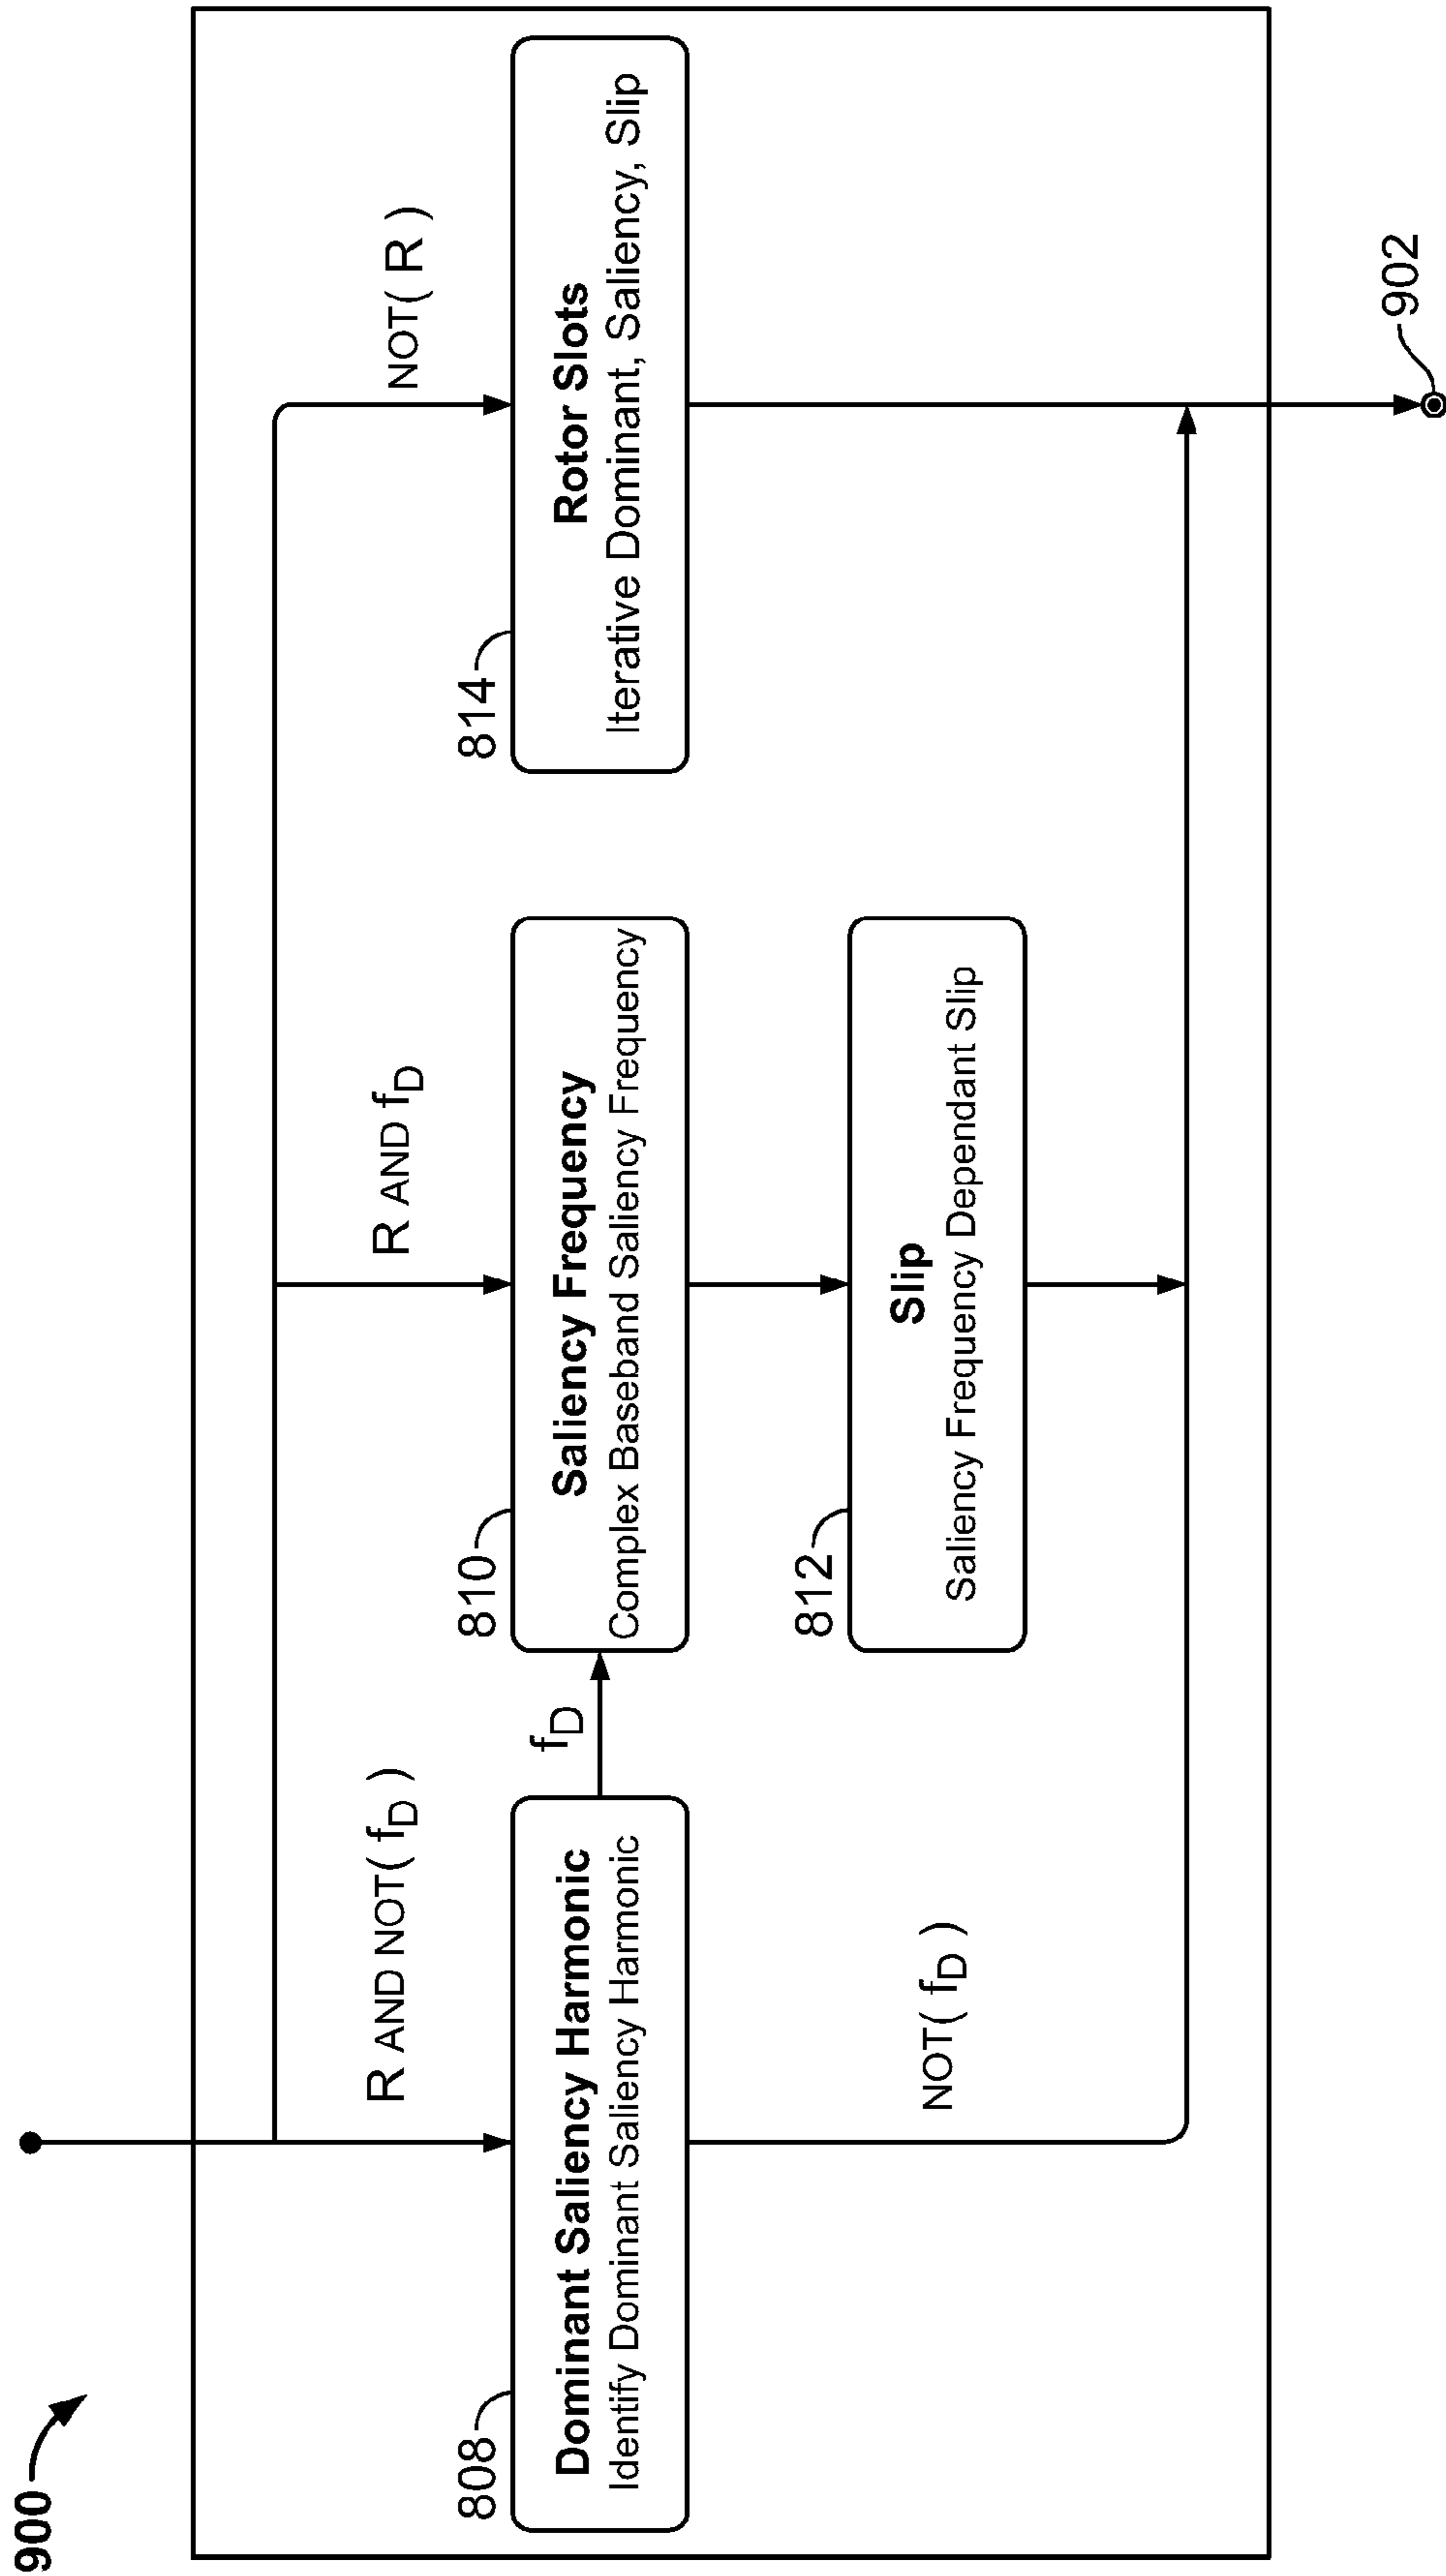 900
R AND NOT( fD )
R AND fD
NOT( R )
808
Dominant Saliency Harmonic
Identify Dominant Saliency Harmonic
fD
810
Saliency Frequency
Complex Baseband Saliency Frequency
814
Rotor Slots
Iterative Dominant, Saliency, Slip
812
Slip
Saliency Frequency Dependant Slip
NOT( fD )
902